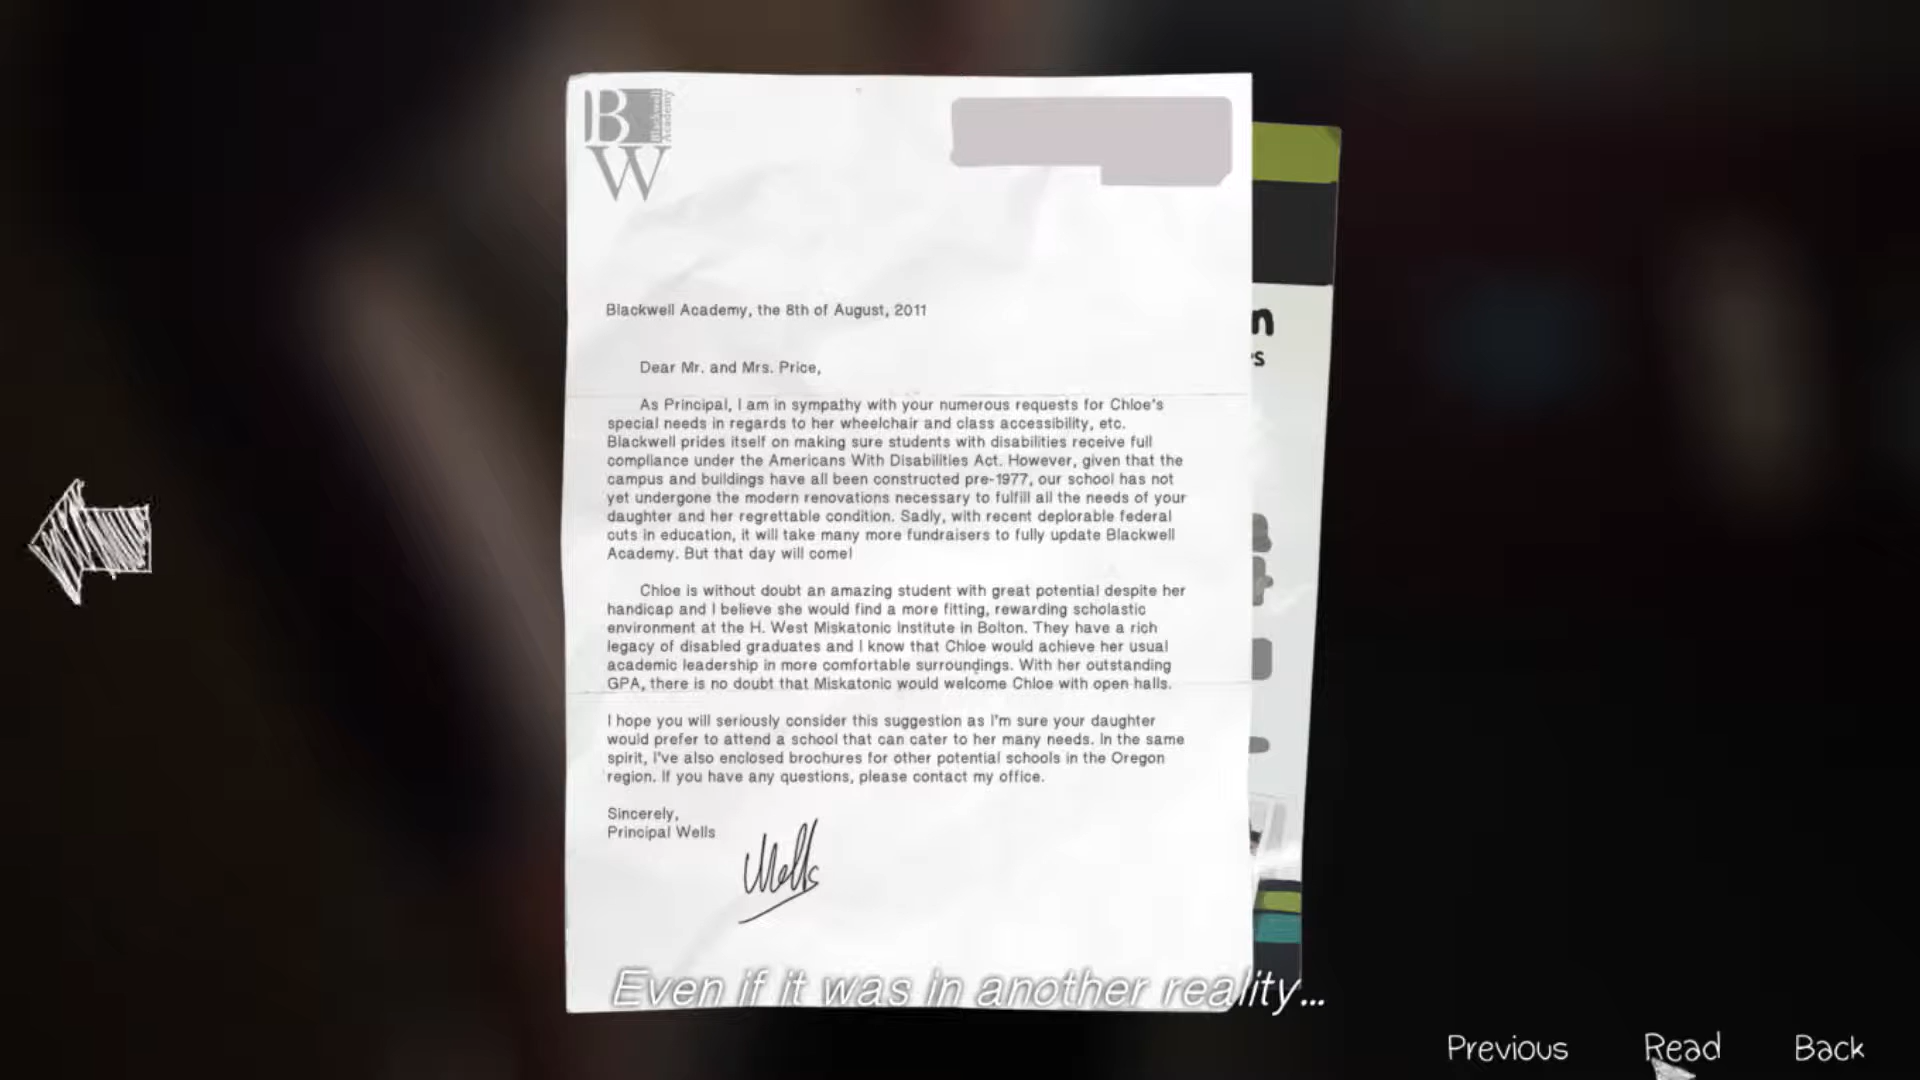 B
Blackwell
Academy
W
Blackwell Academy, the 8th of August, 2011
Dear Mr. and Mrs. Price,
As Principal, I am in sympathy with your numerous requests for Chloe's
special needs in regards to her wheelchair and class accessibility, etc.
Blackwell prides itself on making sure students with disabilities receive full
compliance under the Americans With Disabilities Act. However, given that the
campus and buildings have all been constructed pre-1977, our school has not
yet undergone the modern renovations necessary to fulfill all the needs of your
daughter and her regrettable condition. Sadly, with recent deplorable federal
cuts in education, it will take many more fundraisers to fully update Blackwell
Academy. But that day will come!
Chloe is without doubt an amazing student with great potential despite her
handicap and I believe she would find a more fitting, rewarding scholastic
environment at the H. West Miskatonic Institute in Bolton. They have a rich
legacy of disabled graduates and I know that Chloe would achieve her usual
academic leadership in more comfortable surroundings. With her outstanding
GPA, there is no doubt that Miskatonic would welcome Chloe with open halls.
I hope you will seriously consider this suggestion as I'm sure your daughter
would prefer to attend a school that can cater to her many needs. In the same
spirit, I've also enclosed brochures for other potential schools in the Oregon
region. If you have any questions, please contact my office.
Sincerely,
Principal Wells
Wells
Even if it was in another reality...
Previous Read Back